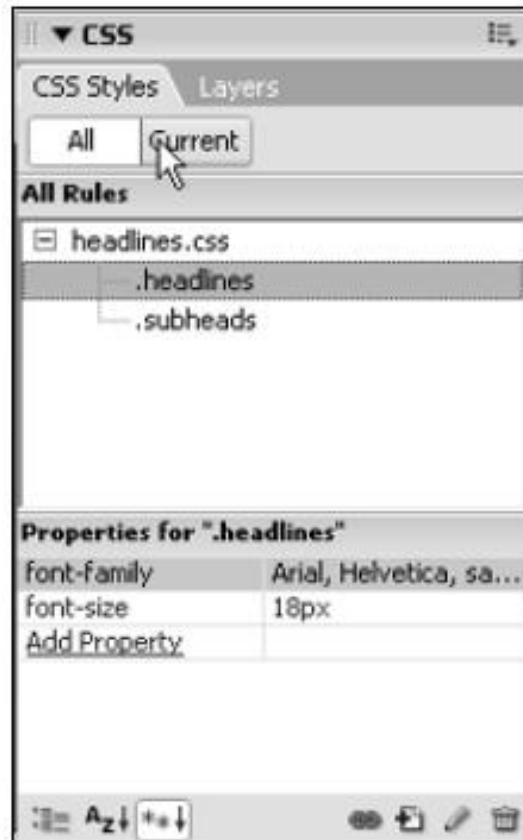 CSS
CSS Styles Layers
All Current
All Rules
headlines.css
.headlines
.subheads
Properties for ".headlines"
font-family Arial, Helvetica, sa...
font-size 18px
Add Property
AZ